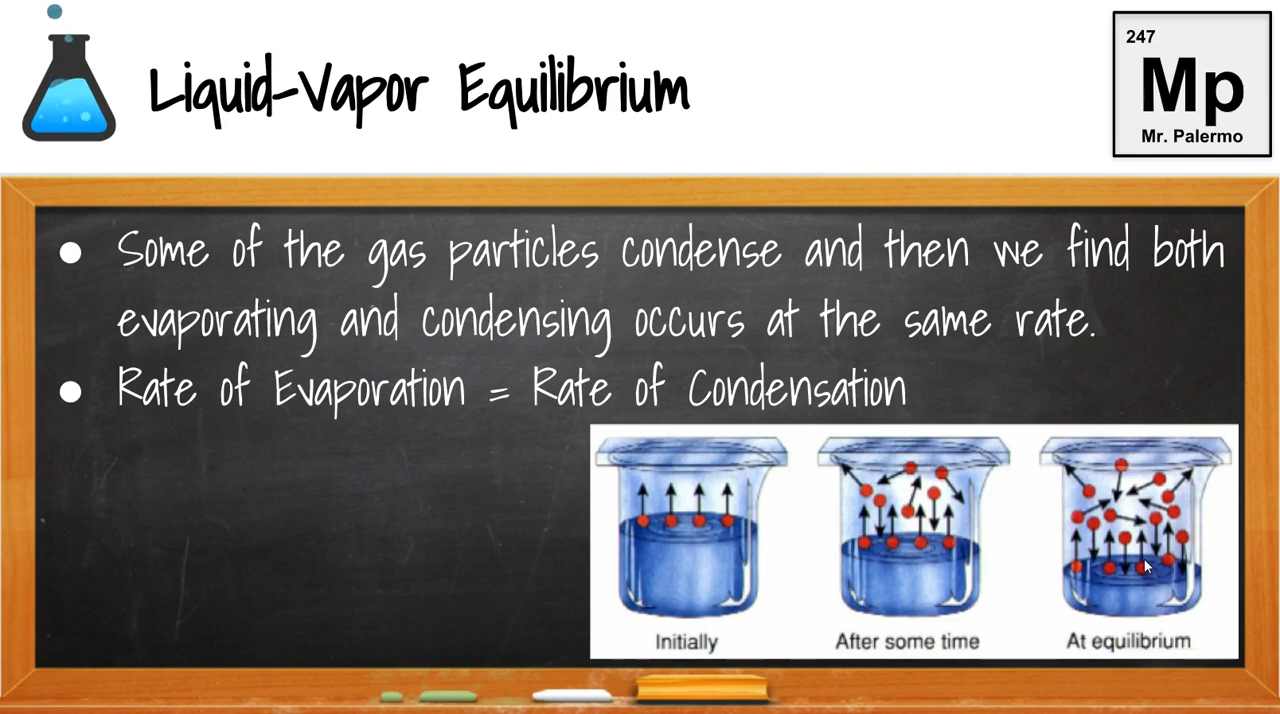 Liquid-Vapor Equilibrium
247
Mp
Mr. Palermo
● Some of the gas particles condense and then we find both
evaporating and condensing occurs at the same rate.
● Rate of Evaporation = Rate of Condensation
Initially
After some time
At equilibrium